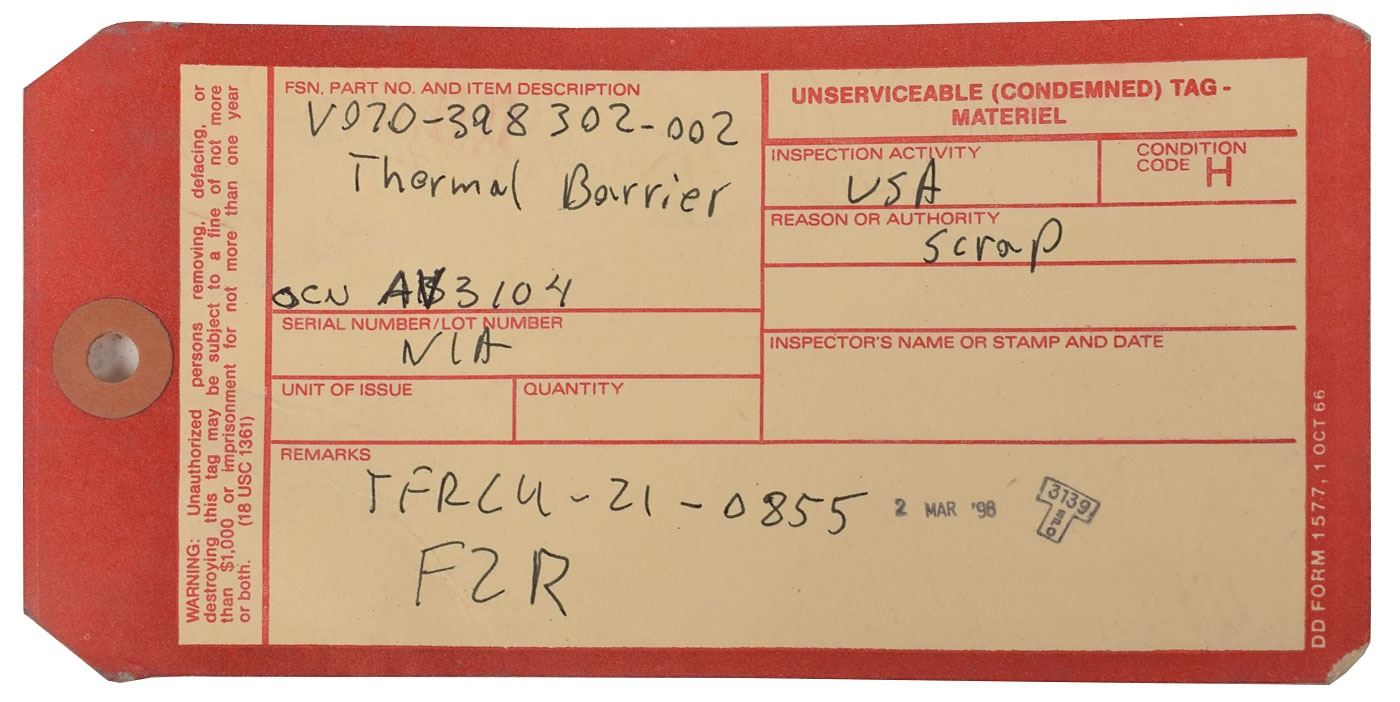 WARNING: Unauthorized persons removing, defacing, or
destroying this tag may be subject to a fine of not more
than $1,000 or imprisonment for not more than one year
or both. (18 USC 1361)
FSN, PART NO. AND ITEM DESCRIPTION
V070-398302-002
Thermal Barrier
OCN 3104
SERIAL NUMBER/LOT NUMBER
N/A
UNIT OF ISSUE
QUANTITY
UNSERVICEABLE (CONDEMNED) TAG -
MATERIEL
INSPECTION ACTIVITY
USA
CONDITION
CODE H
REASON OR AUTHORITY
scrap
INSPECTOR'S NAME OR STAMP AND DATE
REMARKS
TFRCU-21-0855
2 MAR '98
3139
SPO
FZR
DD FORM 1577, 1 OCT 66